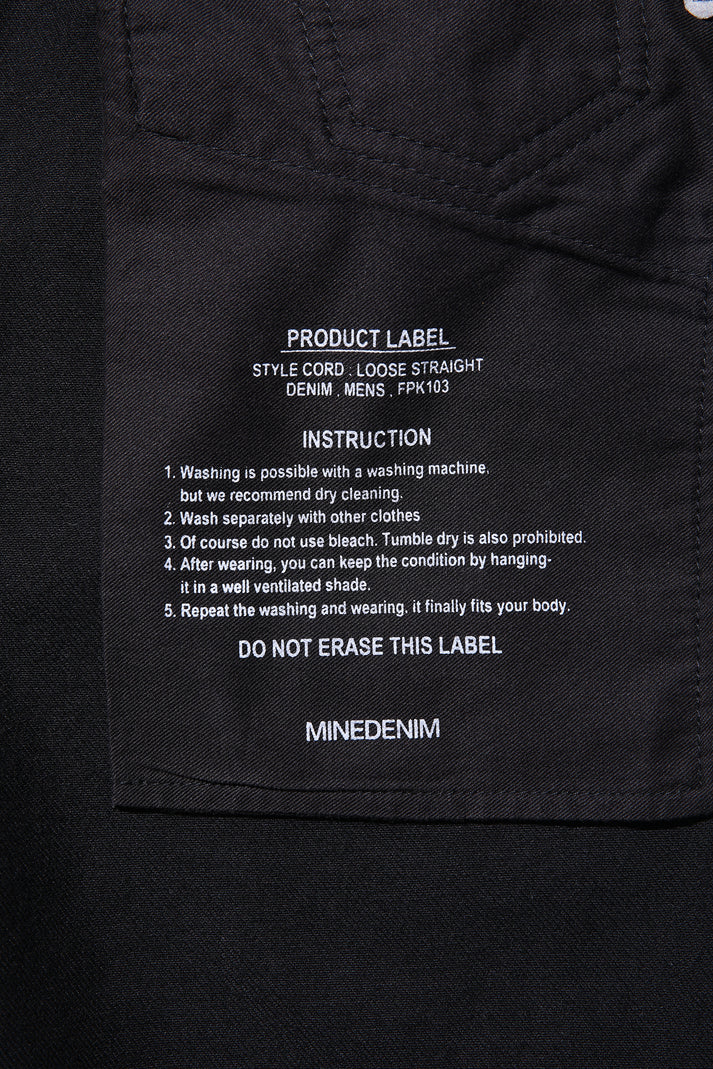 PRODUCT LABEL
STYLE CORD : LOOSE STRAIGHT
DENIM , MENS , FPK103
INSTRUCTION
1. Washing is possible with a washing machine,
but we recommend dry cleaning.
2. Wash separately with other clothes
3. Of course do not use bleach. Tumble dry is also prohibited.
4. After wearing, you can keep the condition by hanging-
it in a well ventilated shade.
5. Repeat the washing and wearing, it finally fits your body.
DO NOT ERASE THIS LABEL
MINEDENIM